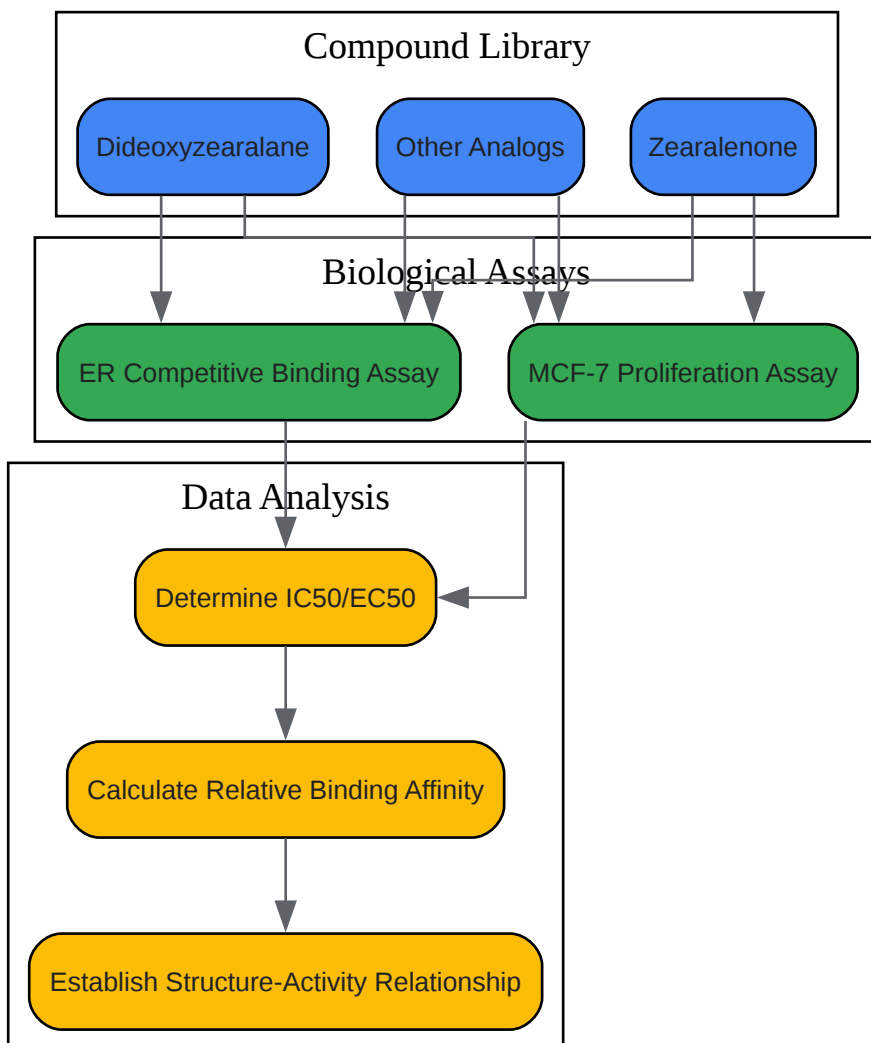 Compound Library
Dideoxyzearalane
Other Analogs
Zearalenone
Biological Assays
ER Competitive Binding Assay
MCF-7 Proliferation Assay
Data Analysis
Determine IC50/EC50
Calculate Relative Binding Affinity
Establish Structure-Activity Relationship